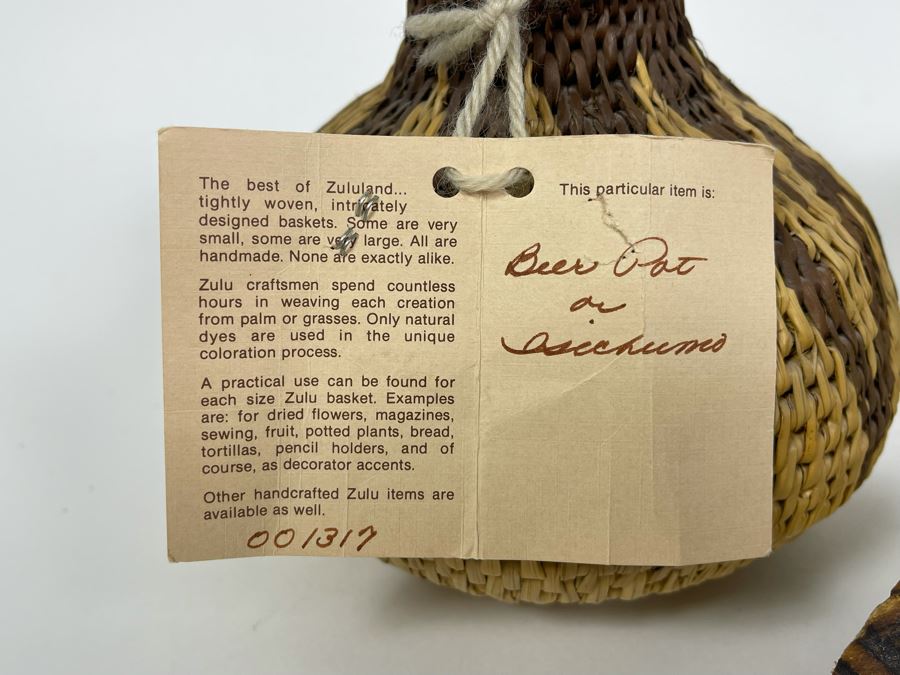 The best of Zululand...
tightly woven, intricately
designed baskets. Some are very
small, some are very large. All are
handmade. None are exactly alike.
Zulu craftsmen spend countless
hours in weaving each creation
from palm or grasses. Only natural
dyes are used in the unique
coloration process.
A practical use can be found for
each size Zulu basket. Examples
are: for dried flowers, magazines,
sewing, fruit, potted plants, bread,
tortillas, pencil holders, and of
course, as decorator accents.
Other handcrafted Zulu items are
available as well.
001317
This particular item is:
Beer Pot
or
Isichumo